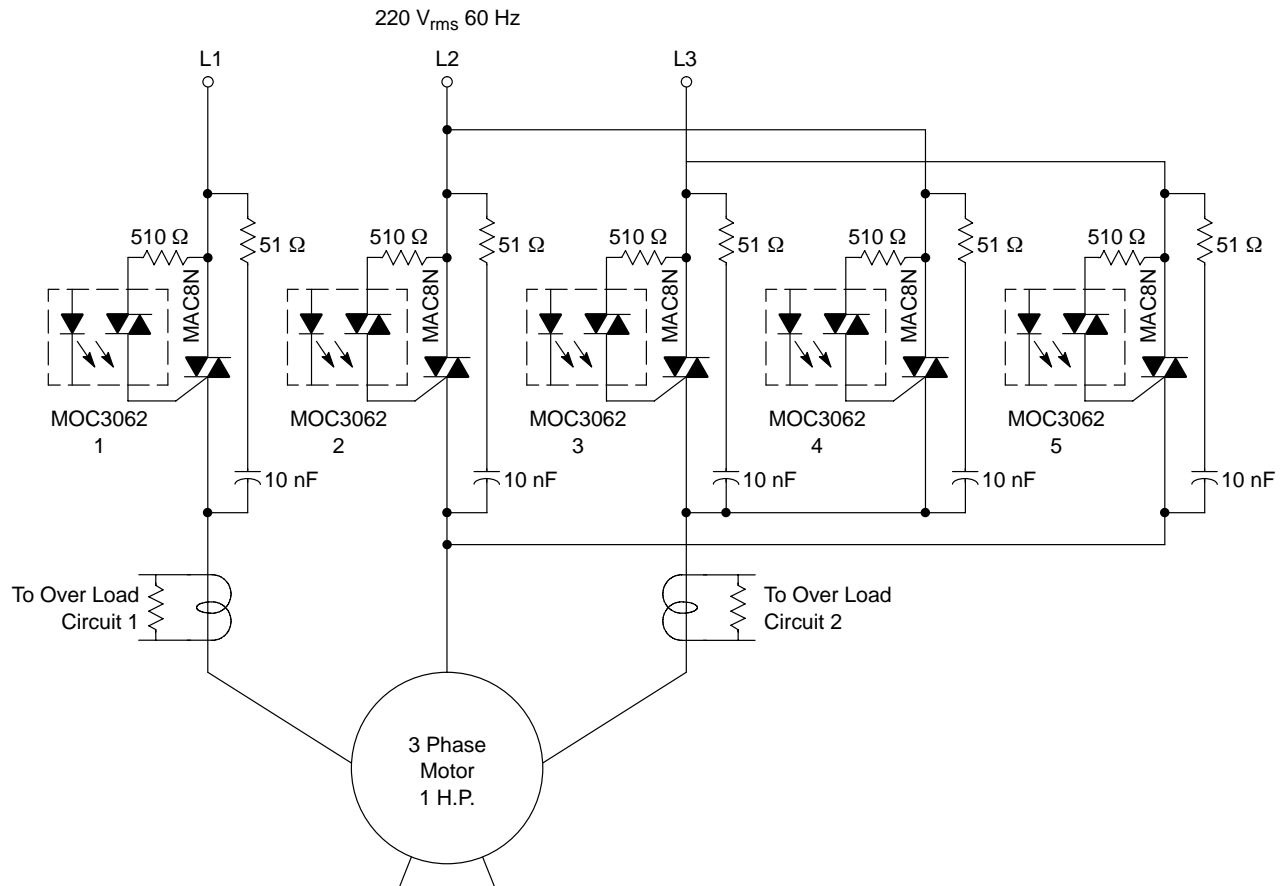 220 Vrms 60 Hz
L1
L2
L3
510 Ω
51 Ω
MAC8N
MOC3062
1
10 nF
510 Ω
51 Ω
MAC8N
MOC3062
2
10 nF
510 Ω
51 Ω
MAC8N
MOC3062
3
10 nF
510 Ω
51 Ω
MAC8N
MOC3062
4
10 nF
510 Ω
51 Ω
MAC8N
MOC3062
5
10 nF
To Over Load
Circuit 1
To Over Load
Circuit 2
3 Phase
Motor
1 H.P.